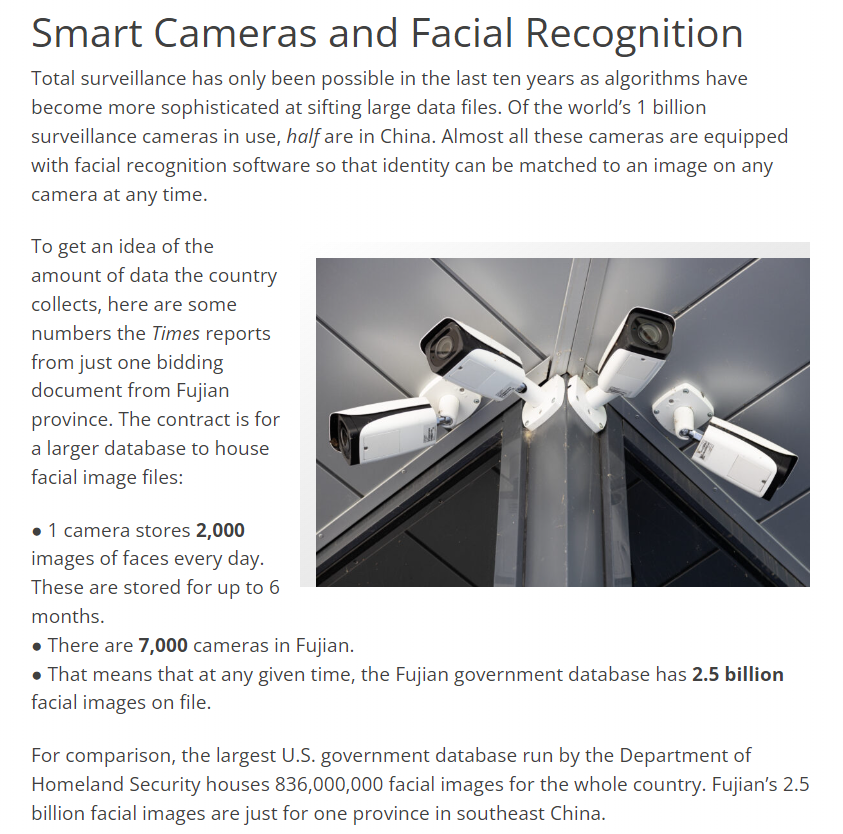 Smart Cameras and Facial Recognition
Total surveillance has only been possible in the last ten years as algorithms have
become more sophisticated at sifting large data files. Of the world’s 1 billion
surveillance cameras in use, half are in China. Almost all these cameras are equipped
with facial recognition software so that identity can be matched to an image on any
camera at any time.
To get an idea of the
amount of data the country
collects, here are some
numbers the Times reports
from just one bidding
document from Fujian
province. The contract is for
a larger database to house
facial image files:
● 1 camera stores 2,000
images of faces every day.
These are stored for up to 6
months.
● There are 7,000 cameras in Fujian.
● That means that at any given time, the Fujian government database has 2.5 billion
facial images on file.
For comparison, the largest U.S. government database run by the Department of
Homeland Security houses 836,000,000 facial images for the whole country. Fujian’s 2.5
billion facial images are just for one province in southeast China.